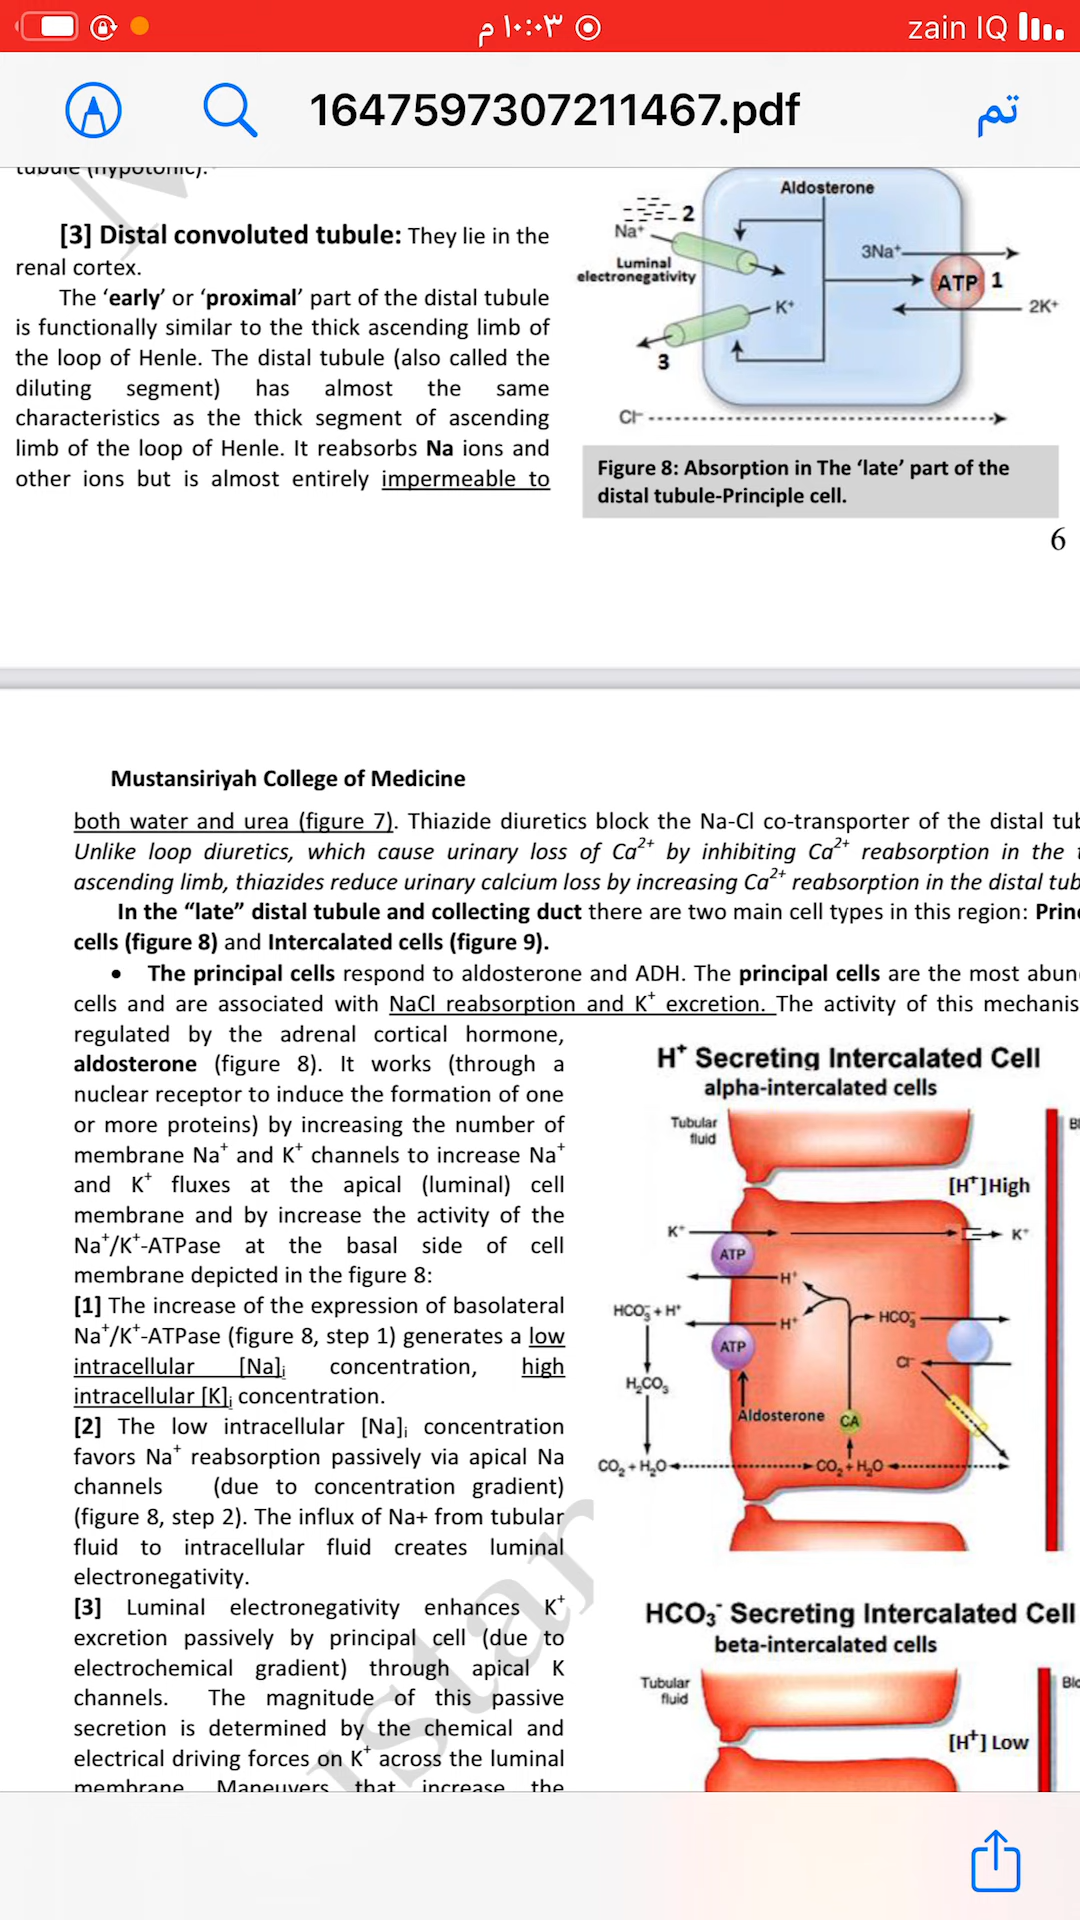 ١٠:٠٣ م
zain IQ
1647597307211467.pdf
تم
tubule (hypotonic).
[3] Distal convoluted tubule: They lie in the
renal cortex.
The ‘early’ or ‘proximal’ part of the distal tubule
is functionally similar to the thick ascending limb of
the loop of Henle. The distal tubule (also called the
diluting segment) has almost the same
characteristics as the thick segment of ascending
limb of the loop of Henle. It reabsorbs Na ions and
other ions but is almost entirely impermeable to
Aldosterone
2
Na⁺
Luminal
electronegativity
3Na⁺
ATP 1
K⁺
2K⁺
3
Cl⁻
Figure 8: Absorption in The ‘late’ part of the
distal tubule-Principle cell.
6
Mustansiriyah College of Medicine
both water and urea (figure 7). Thiazide diuretics block the Na-Cl co-transporter of the distal
Unlike loop diuretics, which cause urinary loss of Ca²⁺ by inhibiting Ca²⁺ reabsorption in the
ascending limb, thiazides reduce urinary calcium loss by increasing Ca²⁺ reabsorption in the distal
In the “late” distal tubule and collecting duct there are two main cell types in this region:
cells (figure 8) and Intercalated cells (figure 9).
• The principal cells respond to aldosterone and ADH. The principal cells are the most
cells and are associated with NaCl reabsorption and K⁺ excretion. The activity of this
regulated by the adrenal cortical hormone,
aldosterone (figure 8). It works (through a
nuclear receptor to induce the formation of one
or more proteins) by increasing the number of
membrane Na⁺ and K⁺ channels to increase Na⁺
and K⁺ fluxes at the apical (luminal) cell
membrane and by increase the activity of the
Na⁺/K⁺-ATPase at the basal side of cell
membrane depicted in the figure 8:
[1] The increase of the expression of basolateral
Na⁺/K⁺-ATPase (figure 8, step 1) generates a low
intracellular [Na]ᵢ concentration, high
intracellular [K]ᵢ concentration.
[2] The low intracellular [Na]ᵢ concentration
favors Na⁺ reabsorption passively via apical Na
channels (due to concentration gradient)
(figure 8, step 2). The influx of Na+ from tubular
fluid to intracellular fluid creates luminal
electronegativity.
[3] Luminal electronegativity enhances K⁺
excretion passively by principal cell (due to
electrochemical gradient) through apical K
channels. The magnitude of this passive
secretion is determined by the chemical and
electrical driving forces on K⁺ across the luminal
membrane. Maneuvers that increase the
H⁺ Secreting Intercalated Cell
alpha-intercalated cells
Tubular
fluid
[H⁺]High
K⁺
K⁺
ATP
H⁺
HCO₃⁻ + H⁺
H⁺
HCO₃⁻
ATP
Cl⁻
H₂CO₃
Aldosterone
CA
CO₂ + H₂O
CO₂ + H₂O
HCO₃⁻ Secreting Intercalated Cell
beta-intercalated cells
Tubular
fluid
[H⁺] Low